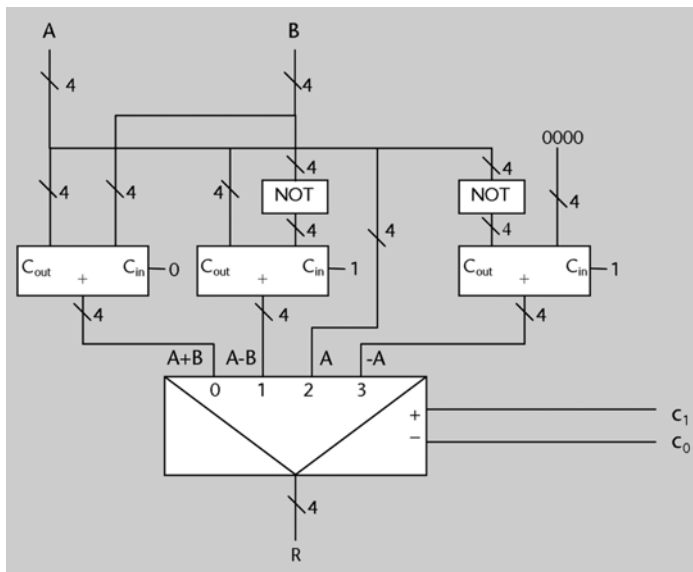 A B
4 4
4 4 0000
4 4 4 NOT NOT 4 4
4 4
Cout + Cin 0 Cout + Cin 1 Cout + Cin 1
4 4 4
A+B A-B A -A
0 1 2 3
+ c1
− c0
4
R